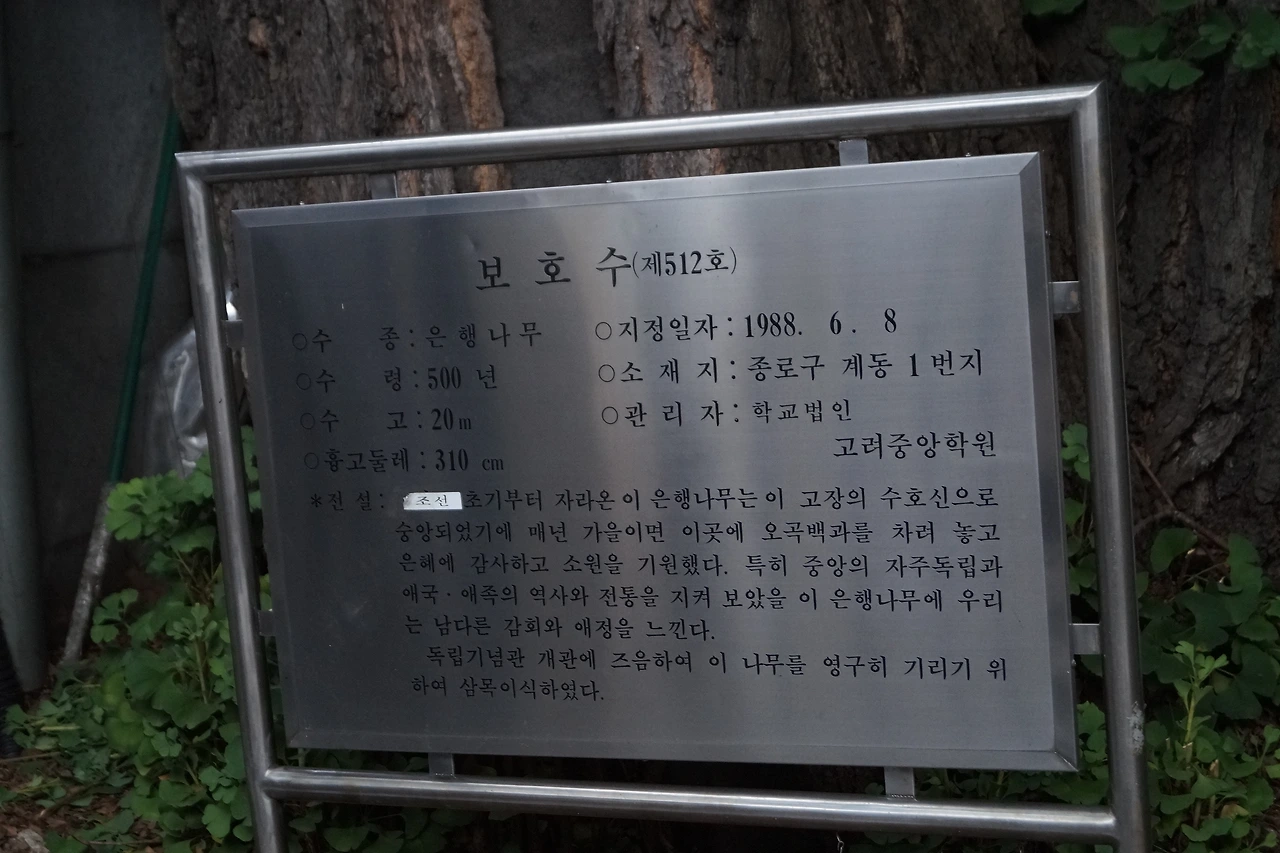 보 호 수(제512호)
○수 종 : 은행나무 ○지정일자 : 1988. 6. 8
○수 령 : 500 년 ○소 재 지 : 종로구 계동 1 번지
○수 고 : 20m ○관 리 자 : 학교법인
고려중앙학원
○흉고둘레 : 310 cm
*전 설 : 조선 초기부터 자라온 이 은행나무는 이 고장의 수호신으로
숭앙되었기에 매년 가을이면 이곳에 오곡백과를 차려 놓고
은혜에 감사하고 소원을 기원했다. 특히 중앙의 자주독립과
애국·애족의 역사와 전통을 지켜 보았을 이 은행나무에 우리
는 남다른 감회와 애정을 느낀다.
독립기념관 개관에 즈음하여 이 나무를 영구히 기리기 위
하여 삽목이식하였다.